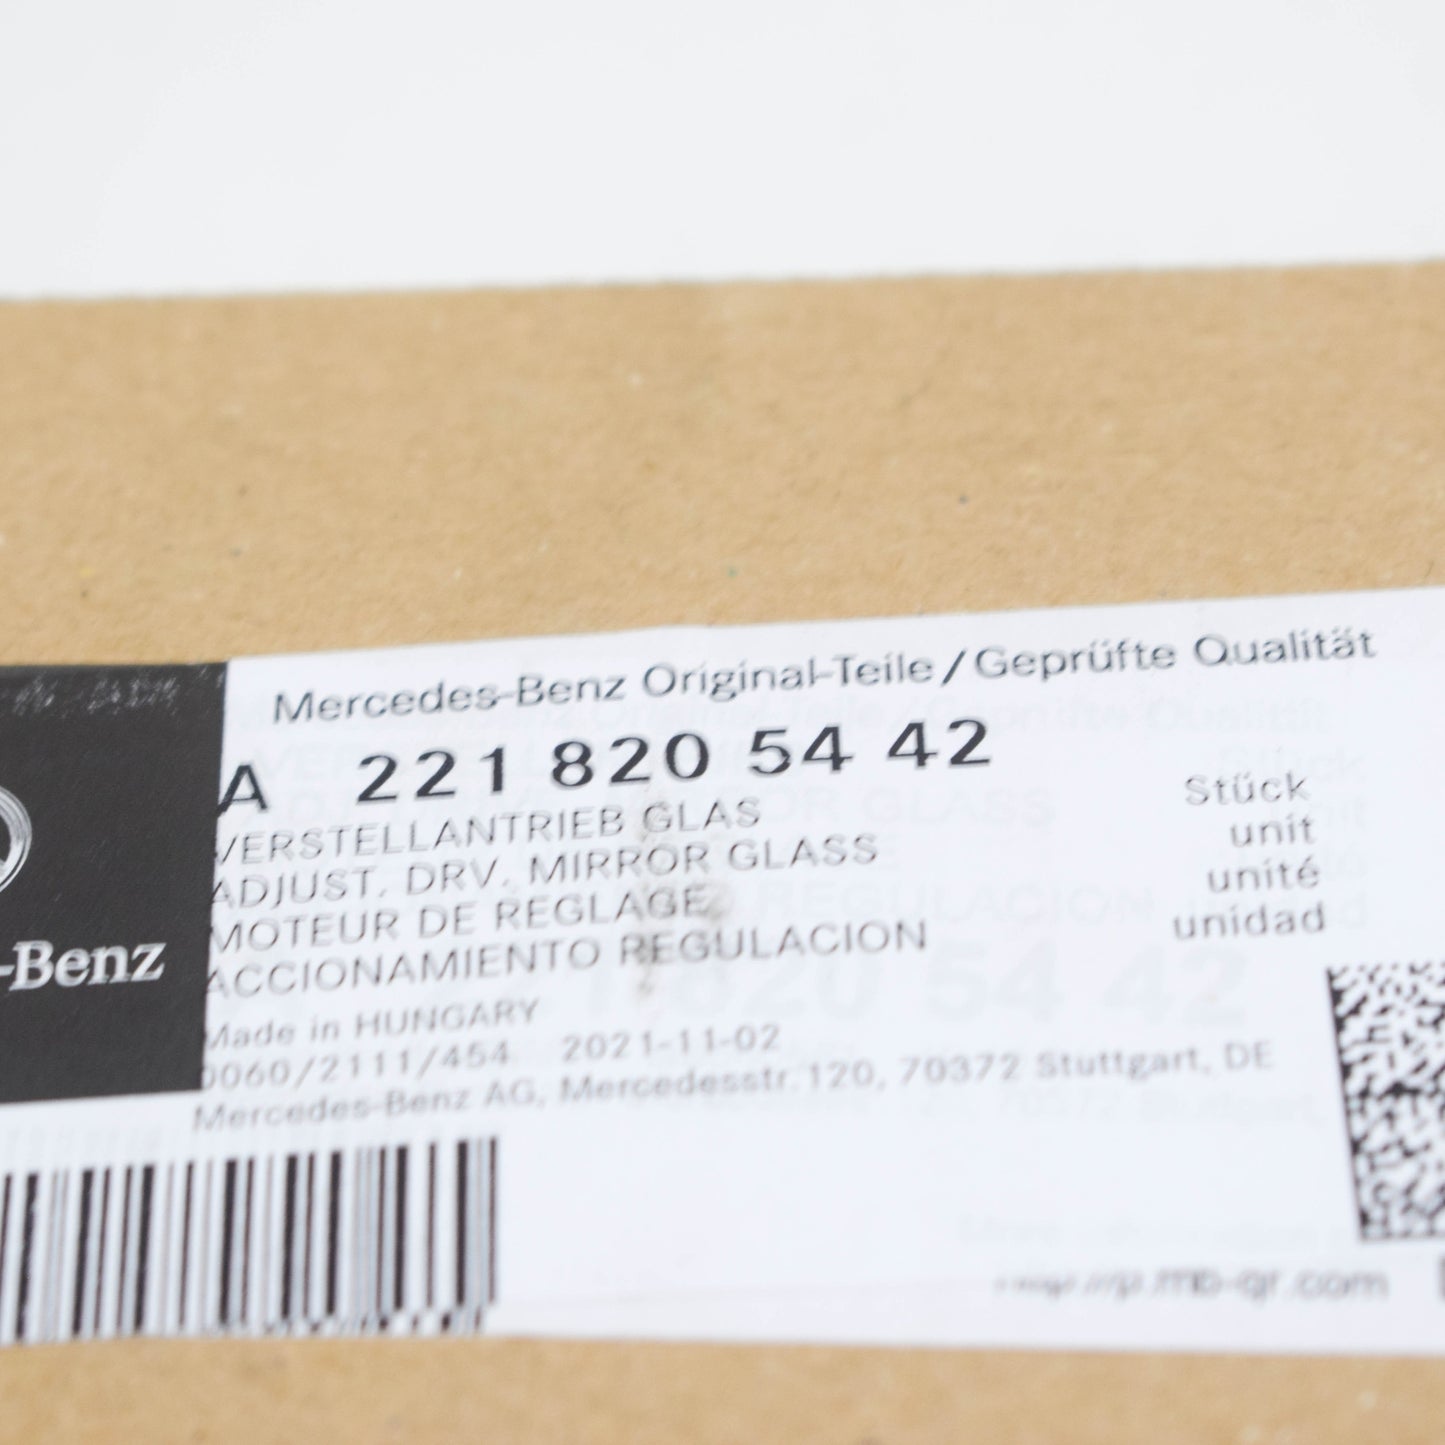 Mercedes-Benz Original-Teile/Geprüfte Qualität
A 221 820 54 42
VERSTELLANTRIEB GLAS
ADJUST. DRV. MIRROR GLASS
MOTEUR DE REGLAGE
ACCIONAMIENTO REGULACION
Stück
unit
unité
unidad
-Benz
Made in HUNGARY
0060/2111/454 2021-11-02
Mercedes-Benz AG, Mercedesstr.120, 70372 Stuttgart, DE